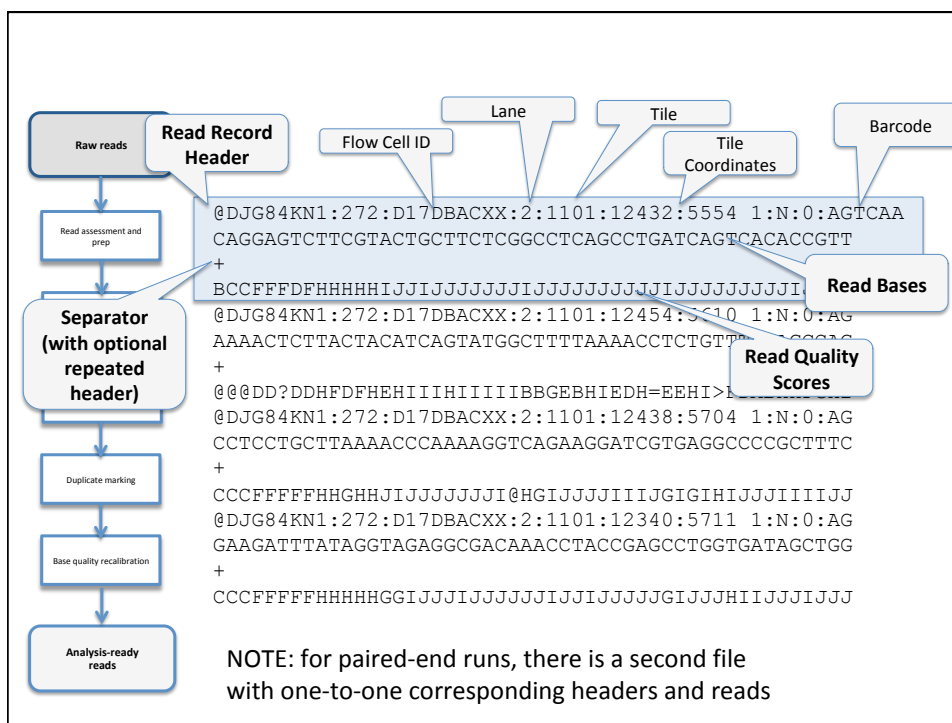 Lane
Tile
Barcode
Raw reads
Read Record
Header
Flow Cell ID
Tile
Coordinates
@DJG84KN1:272:D17DBACXX:2:1101:12432:5554 1:N:0:AGTCAA
CAGGAGTCTTCGTACTGCTTCTCGGCCTCAGCCTGATCAGTCACACCGTT
+
BCCFFFDFHHHHHIJJIJJJJJJJIJJJJJJJJJJIJJJJJJJJJIJ
Read assessment and
prep
Read Bases
Separator
(with optional
repeated
header)
@DJG84KN1:272:D17DBACXX:2:1101:12454:5610 1:N:0:AG
AAAACTCTTACTACATCAGTATGGCTTTTAAAACCTCTGTT
+
Read Quality
Scores
@@@DD?DDHFDFHEHIIIHIIIIIBBGEBHIEDH=EEHI>
@DJG84KN1:272:D17DBACXX:2:1101:12438:5704 1:N:0:AG
CCTCCTGCTTAAAACCCAAAAGGTCAGAAGGATCGTGAGGCCCCGCTTTC
+
CCCFFFFFHHGHHJIJJJJJJJI@HGIJJJJIIIJGIGIHIJJJIIIIJJ
@DJG84KN1:272:D17DBACXX:2:1101:12340:5711 1:N:0:AG
GAAGATTTATAGGTAGAGGCGACAAACCTACCGAGCCTGGTGATAGCTGG
+
CCCFFFFFHHHHHGGIJJJIJJJJJJIJJIJJJJJGIJJJHIIJJJIJJJ
Duplicate marking
Base quality recalibration
Analysis-ready
reads
NOTE: for paired-end runs, there is a second file
with one-to-one corresponding headers and reads